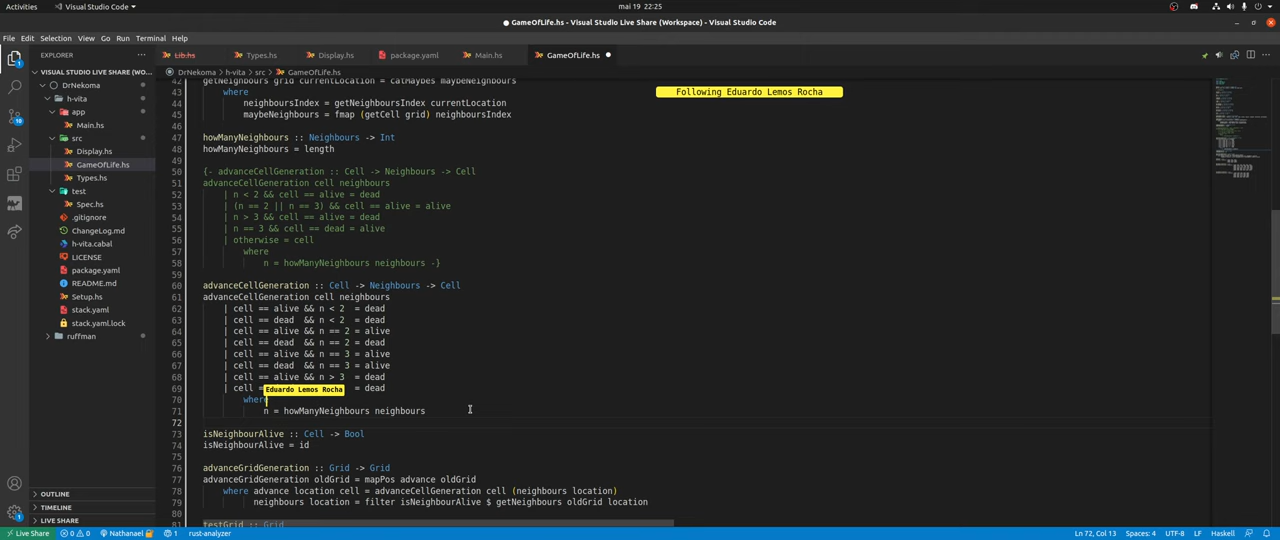 Activities
Visual Studio Code
mai 19 22:25
GameOfLife.hs - Visual Studio Live Share (Workspace) - Visual Studio Code
File Edit Selection View Go Run Terminal Help
EXPLORER
Lib.hs
Types.hs
Display.hs
package.yaml
Main.hs
GameOfLife.hs
VISUAL STUDIO LIVE SHARE (WO...
DrNekoma > h-vita > src > GameOfLife.hs
Following Eduardo Lemos Rocha
DrNekoma
h-vita
app
Main.hs
src
Display.hs
GameOfLife.hs
Types.hs
test
Spec.hs
.gitignore
ChangeLog.md
h-vita.cabal
LICENSE
package.yaml
README.md
Setup.hs
stack.yaml
stack.yaml.lock
ruffman
OUTLINE
TIMELINE
LIVE SHARE
42 getNeighbours grid currentLocation = catMaybes maybeNeighbours
43 where
44 neighboursIndex = getNeighboursIndex currentLocation
45 maybeNeighbours = fmap (getCell grid) neighboursIndex
46
47 howManyNeighbours :: Neighbours -> Int
48 howManyNeighbours = length
49
50 {- advanceCellGeneration :: Cell -> Neighbours -> Cell
51 advanceCellGeneration cell neighbours
52 | n < 2 && cell == alive = dead
53 | (n == 2 || n == 3) && cell == alive = alive
54 | n > 3 && cell == alive = dead
55 | n == 3 && cell == dead = alive
56 | otherwise = cell
57 where
58 n = howManyNeighbours neighbours -}
59
60 advanceCellGeneration :: Cell -> Neighbours -> Cell
61 advanceCellGeneration cell neighbours
62 | cell == alive && n < 2 = dead
63 | cell == dead && n < 2 = dead
64 | cell == alive && n == 2 = alive
65 | cell == dead && n == 2 = dead
66 | cell == alive && n == 3 = alive
67 | cell == dead && n == 3 = alive
68 | cell == alive && n > 3 = dead
69 | cell = = dead
Eduardo Lemos Rocha
70 where
71 n = howManyNeighbours neighbours
72
73 isNeighbourAlive :: Cell -> Bool
74 isNeighbourAlive = id
75
76 advanceGridGeneration :: Grid -> Grid
77 advanceGridGeneration oldGrid = mapPos advance oldGrid
78 where advance location cell = advanceCellGeneration cell (neighbours location)
79 neighbours location = filter isNeighbourAlive $ getNeighbours oldGrid location
80
81 testGrid :: Grid
Live Share
0 0
Nathanael
1
rust-analyzer
Ln 72, Col 13
Spaces: 4
UTF-8
LF
Haskell